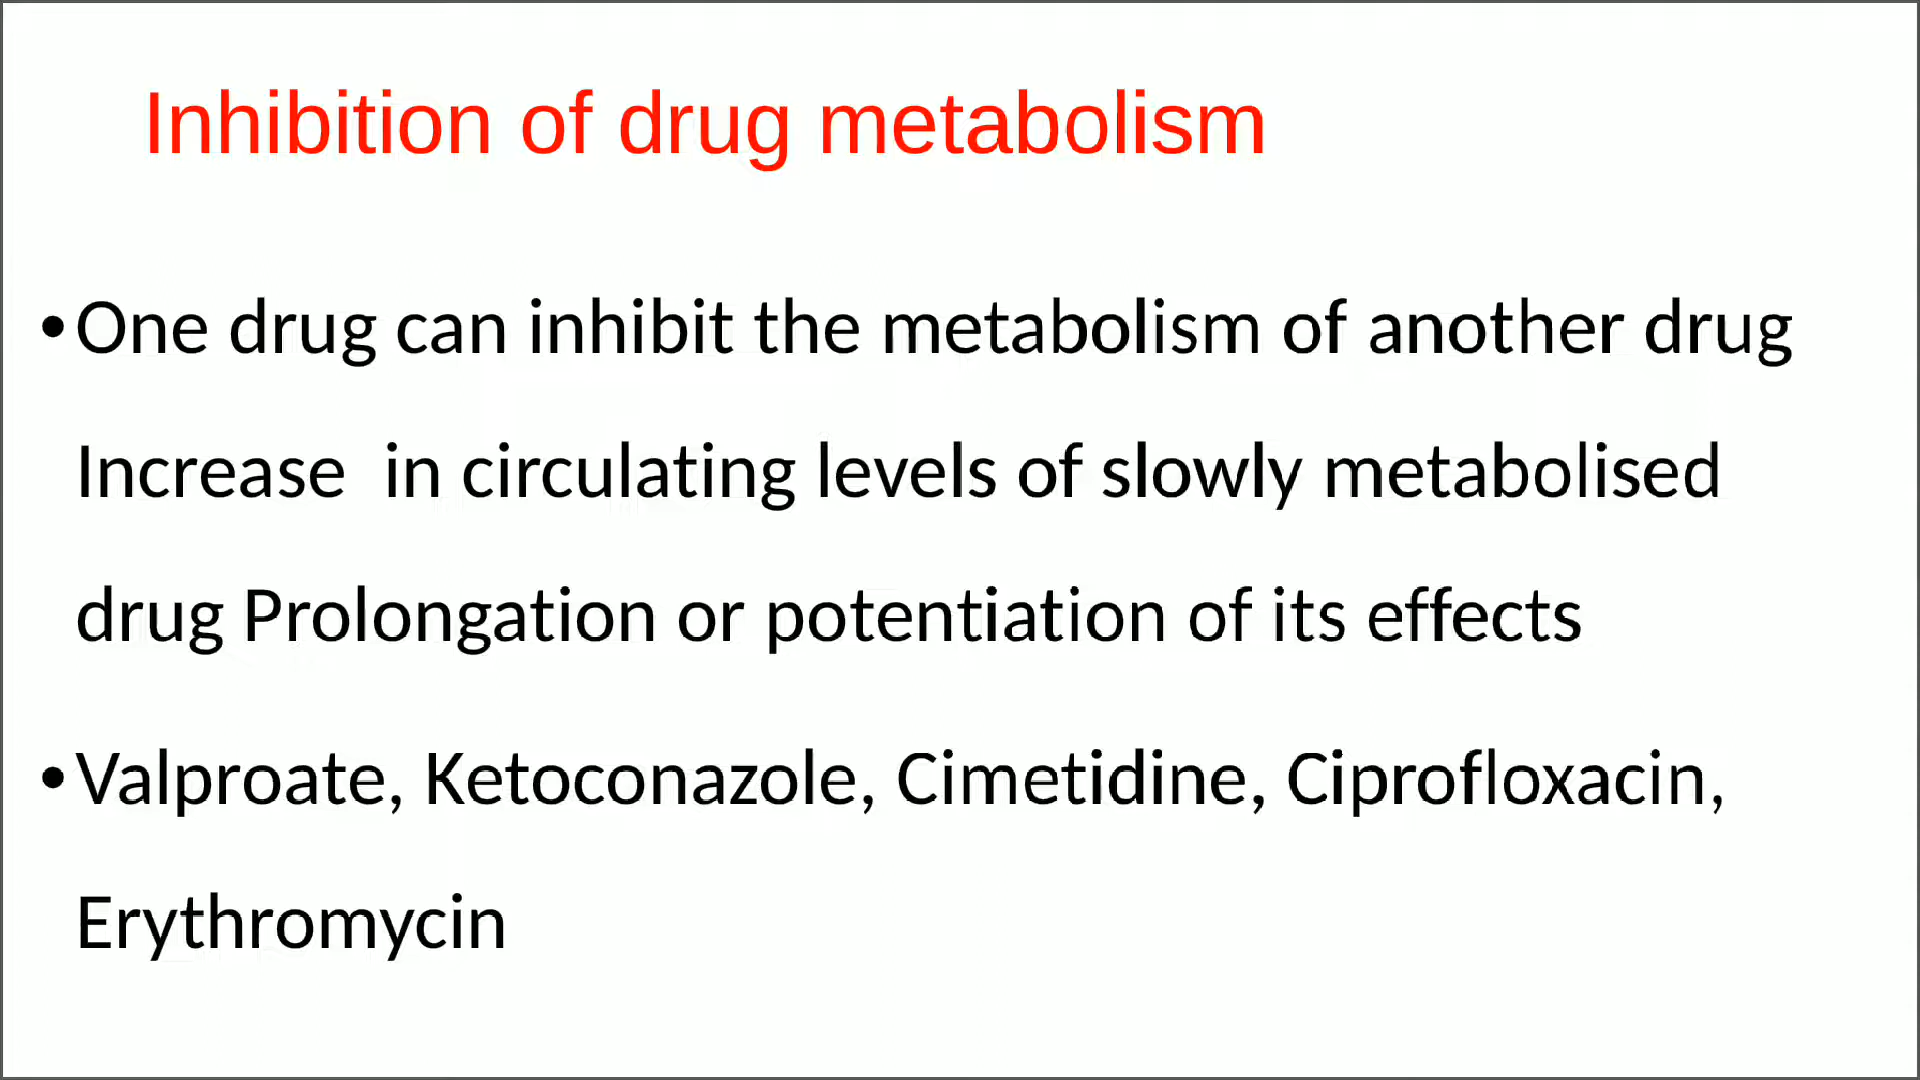 Inhibition of drug metabolism
•One drug can inhibit the metabolism of another drug
Increase  in circulating levels of slowly metabolised
drug Prolongation or potentiation of its effects
•Valproate, Ketoconazole, Cimetidine, Ciprofloxacin,
Erythromycin